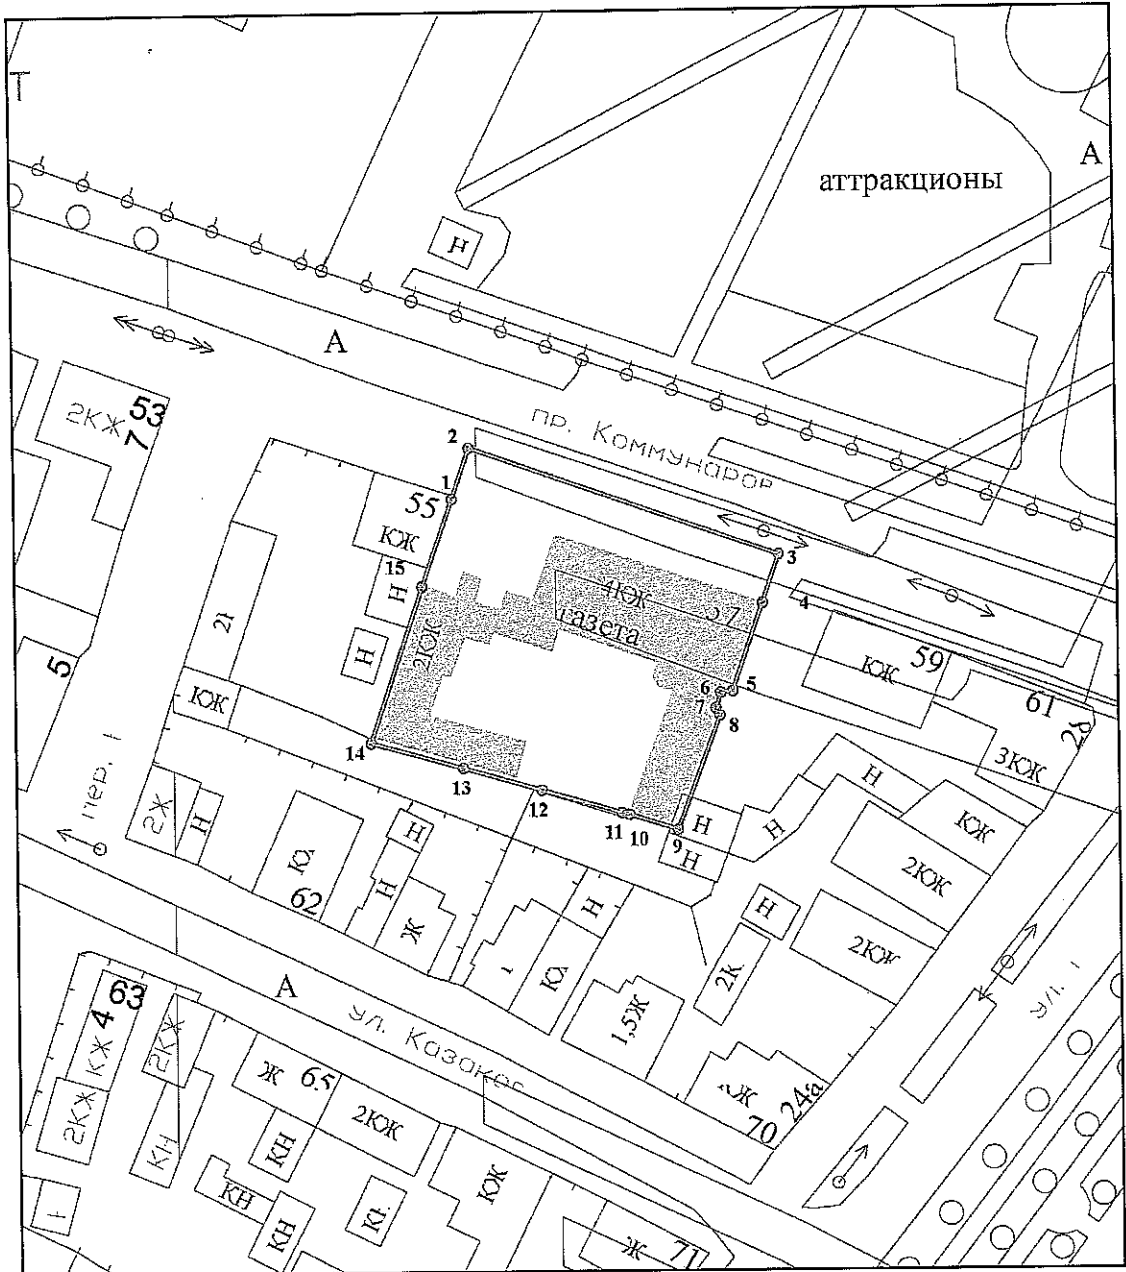 Т
А
аттракционы
Н
А
пр. Коммунаров
53
2КЖ
7
2
1
55
КЖ
3
15
Н
4КЖ
57
4
газета
2КЖ
Н
КЖ
59
5
6
5
7
8
61
28
3КЖ
КЖ
14
13
пер. 1
12
11
10
9
Н
Н
Н
Н
КЖ
2КЖ
2Ж
Н
62
Н
Н
Ж
Н
Н
2КЖ
А
ул. Казаков
1,5Ж
63
4
КЖ
2КЖ
2КЖ
КН
Ж
65
2КЖ
КН
КН
КН
КЖ
70
24а
Ж
71